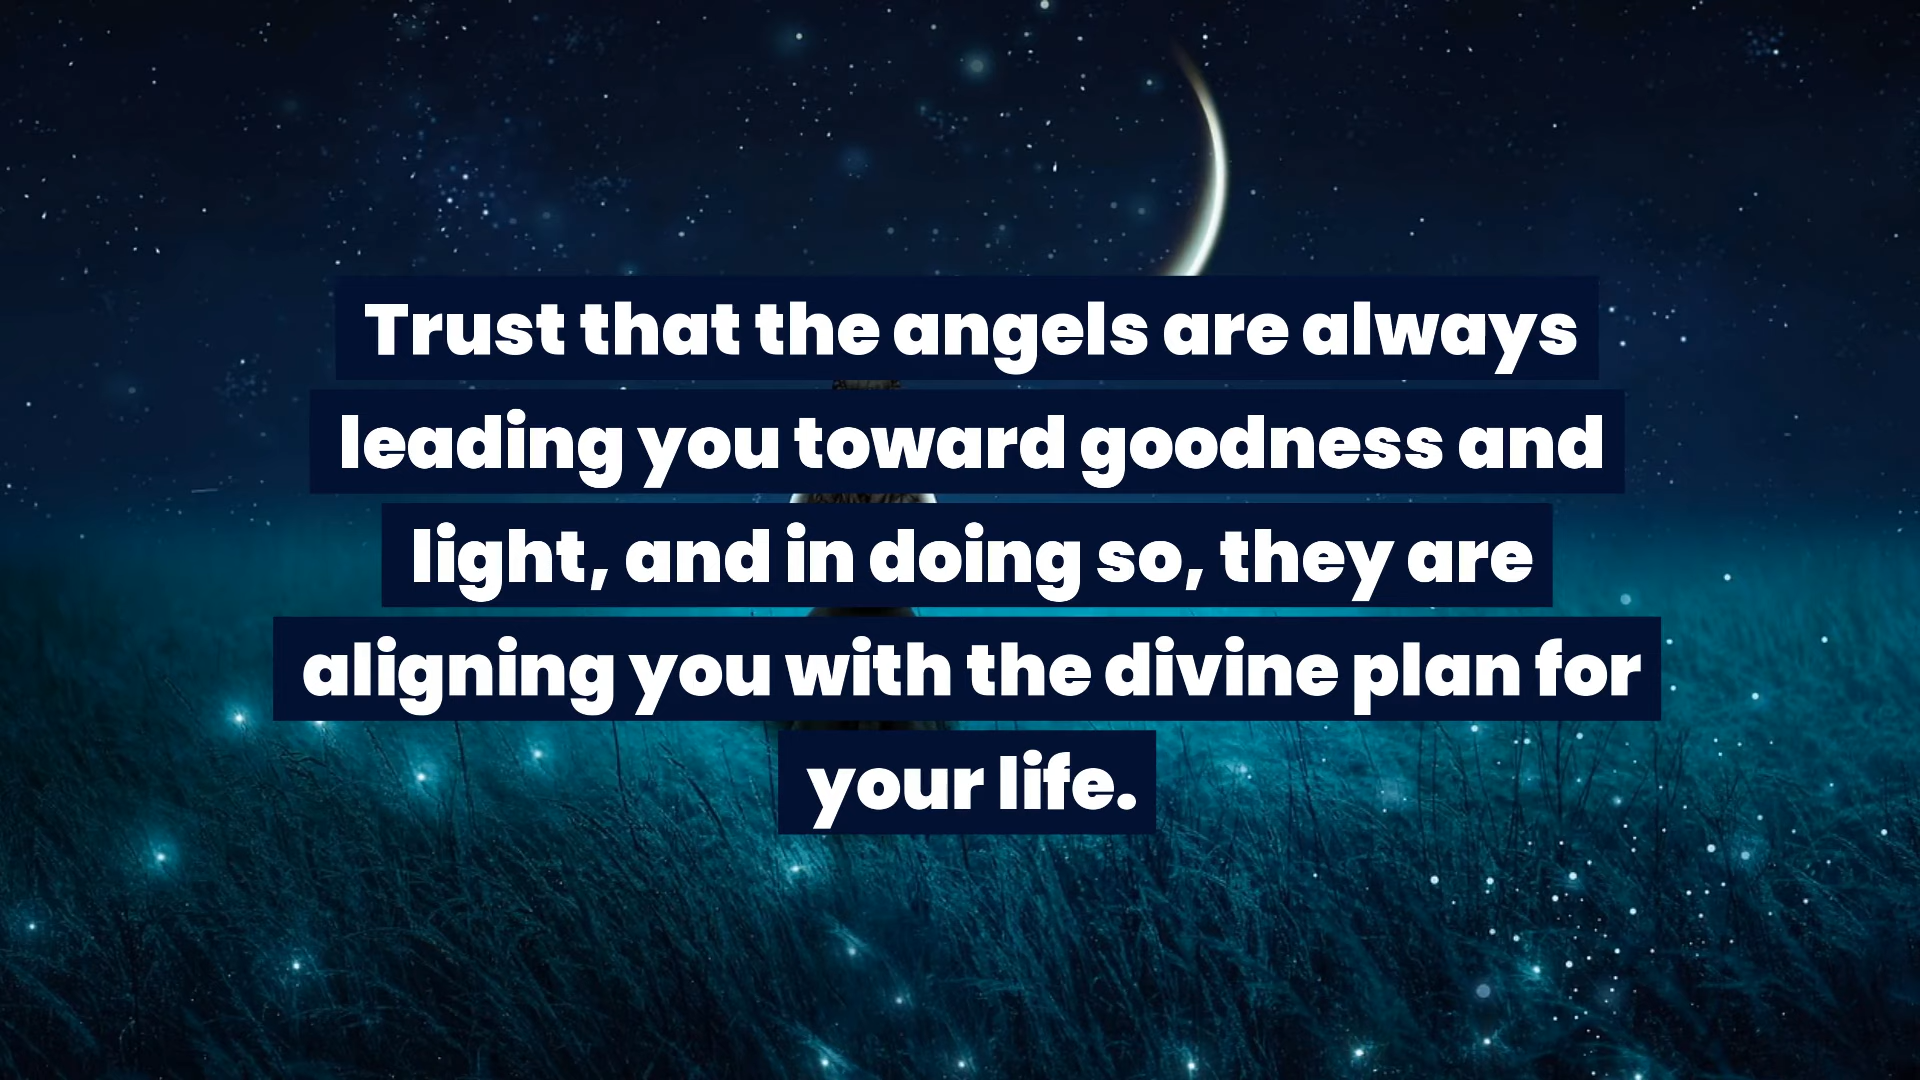 Trust that the angels are always
leading you toward goodness and
light, and in doing so, they are
aligning you with the divine plan for
your life.